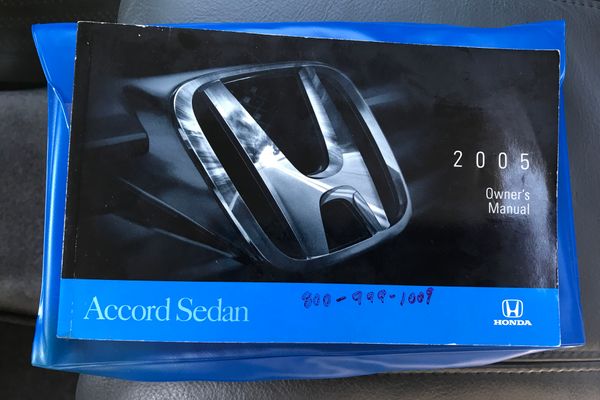 2005
Owner's
Manual
Accord Sedan
800-999-1009
HONDA